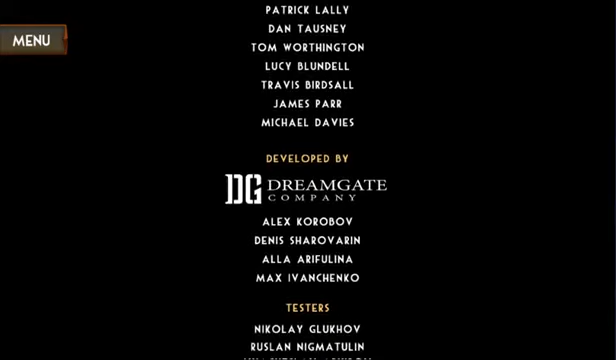 PATRICK LALLY
DAN TAUSNEY
MENU
TOM WORTHINGTON
LUCY BLUNDELL
TRAVIS BIRDSALL
JAMES PARR
MICHAEL DAVIES
DEVELOPED BY
DG DREAMGATE
COMPANY
ALEX KOROBOV
DENIS SHAROVARIN
ALLA ARIFULINA
MAX IVANCHENKO
TESTERS
NIKOLAY GLUKHOV
RUSLAN NIGMATULIN